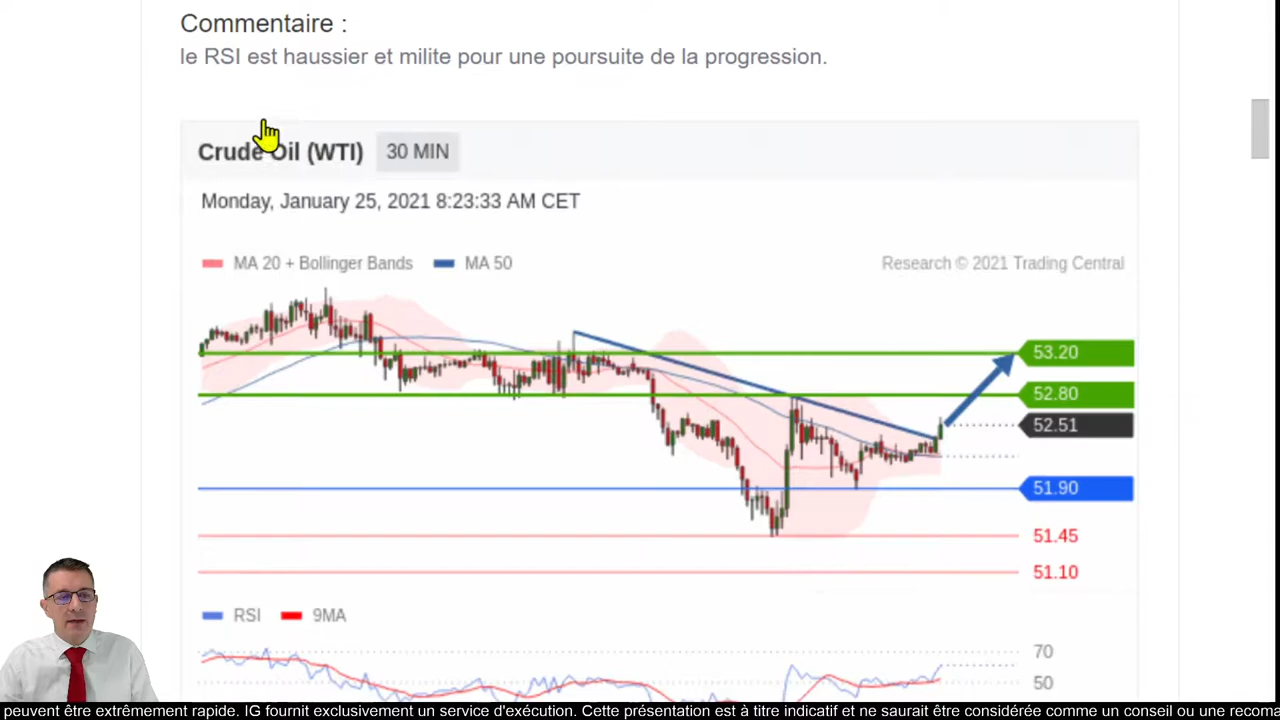 Commentaire :
le RSI est haussier et milite pour une poursuite de la progression.
Crude Oil (WTI) 30 MIN
Monday, January 25, 2021 8:23:33 AM CET
MA 20 + Bollinger Bands MA 50 Research © 2021 Trading Central
53.20
52.80
52.51
51.90
51.45
51.10
RSI 9MA
70
50
peuvent être extrêmement rapide. IG fournit exclusivement un service d'exécution. Cette présentation est à titre indicatif et ne saurait être considérée comme un conseil ou une recoma